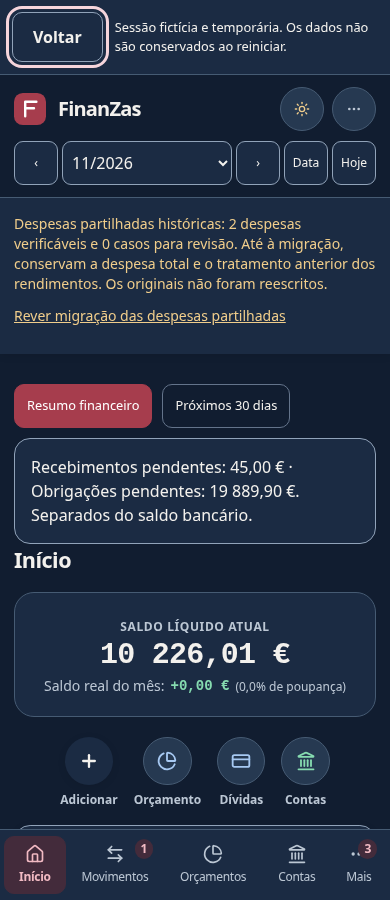 Voltar
Sessão fictícia e temporária. Os dados não
são conservados ao reiniciar.
FinanZas
‹ 11/2026 › Data Hoje
Despesas partilhadas históricas: 2 despesas
verificáveis e 0 casos para revisão. Até à migração,
conservam a despesa total e o tratamento anterior dos
rendimentos. Os originais não foram reescritos.
Rever migração das despesas partilhadas
Resumo financeiro Próximos 30 dias
Recebimentos pendentes: 45,00 € ·
Obrigações pendentes: 19 889,90 €.
Separados do saldo bancário.
Início
SALDO LÍQUIDO ATUAL
10 226,01 €
Saldo real do mês: +0,00 € (0,0% de poupança)
Adicionar Orçamento Dívidas Contas
1 3
Início Movimentos Orçamentos Contas Mais